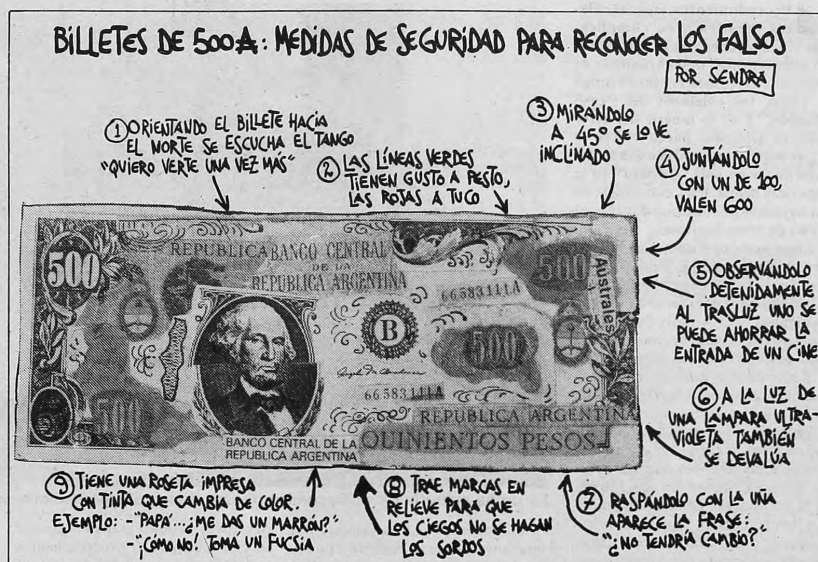 BILLETES DE 500₳: MEDIDAS DE SEGURIDAD PARA RECONOCER LOS FALSOS
POR SENDRA
① ORIENTANDO EL BILLETE HACIA
EL NORTE SE ESCUCHA EL TANGO
"QUIERO VERTE UNA VEZ MÁS"
② LAS LÍNEAS VERDES
TIENEN GUSTO A PESTO,
LAS ROJAS A TUCO
③ MIRÁNDOLO
A 45º SE LO VE
INCLINADO
④ JUNTÁNDOLO
CON UN DE 100,
VALEN 600
⑤ OBSERVÁNDOLO
DETENIDAMENTE
AL TRASLUZ UNO SE
PUEDE AHORRAR LA
ENTRADA DE UN CINE
⑥ A LA LUZ DE
UNA LÁMPARA ULTRA-
VIOLETA TAMBIÉN
SE DEVALÚA
⑦ RASPÁNDOLO CON LA UÑA
APARECE LA FRASE:
"¿NO TENDRÍA CAMBIO?"
⑧ TRAE MARCAS EN
RELIEVE PARA QUE
LOS CIEGOS NO SE HAGAN
LOS SORDOS
⑨ TIENE UNA ROSETA IMPRESA
CON TINTA QUE CAMBIA DE COLOR.
EJEMPLO: - "PAPÁ... ¿ME DAS UN MARRÓN?"
- "¡CÓMO NO! TOMÁ UN FUCSIA
500
REPUBLICA BANCO CENTRAL
DE LA
REPUBLICA ARGENTINA
500
Australes
66583111A
B
500
66583111A
500
REPUBLICA ARGENTINA
BANCO CENTRAL DE LA
REPUBLICA ARGENTINA
QUINIENTOS PESOS